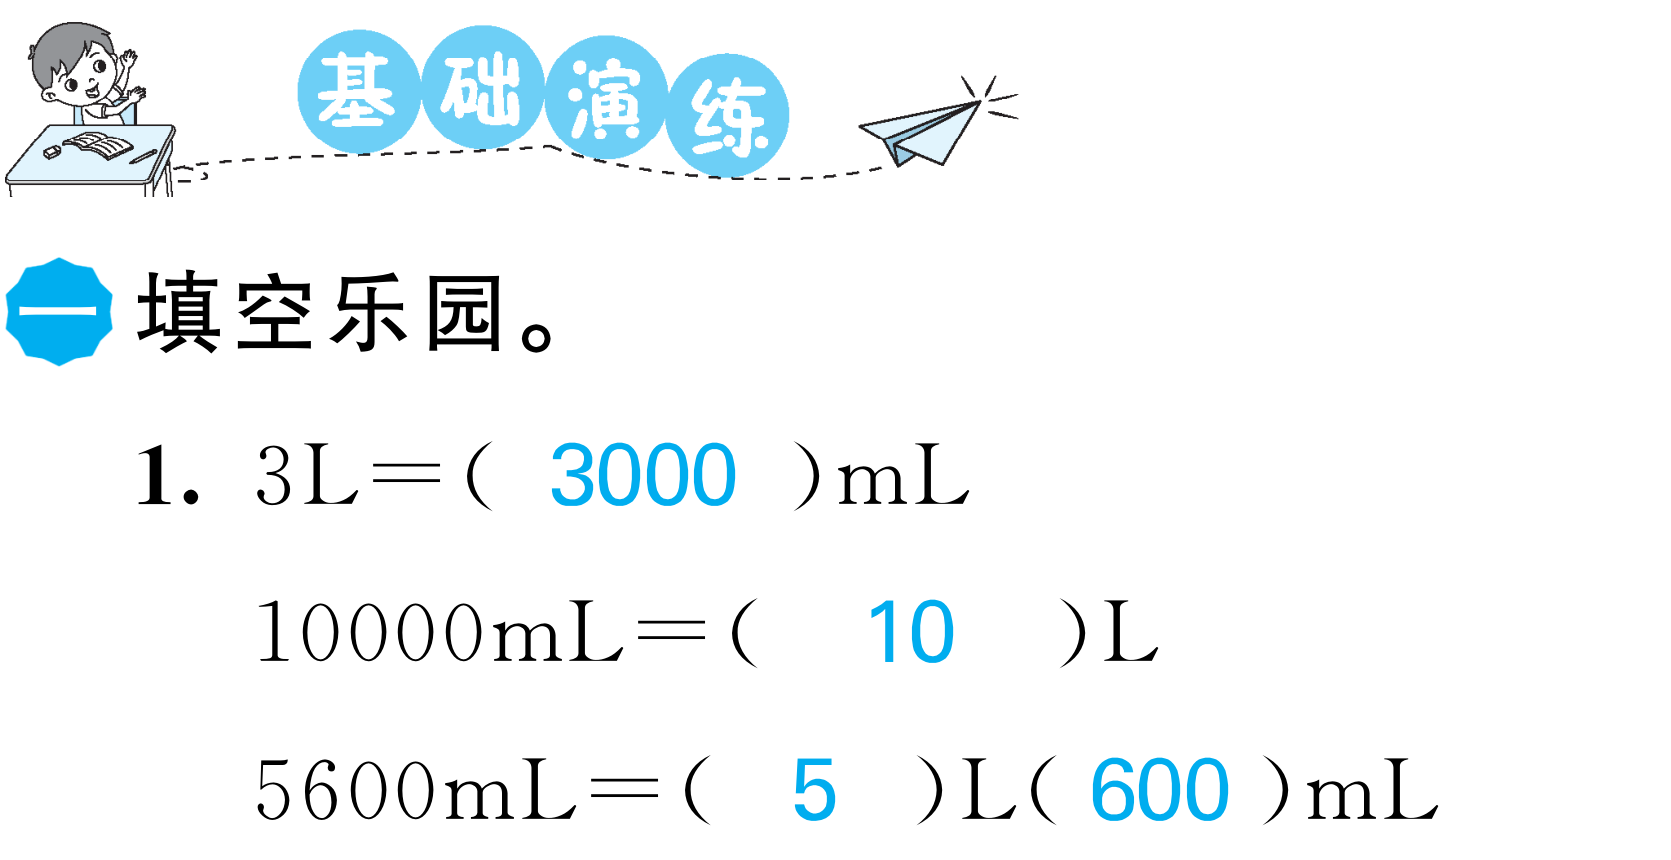 基础演练
一 填空乐园。
1. 3L=( 3000 )mL
10000mL=( 10 )L
5600mL=( 5 )L( 600 )mL